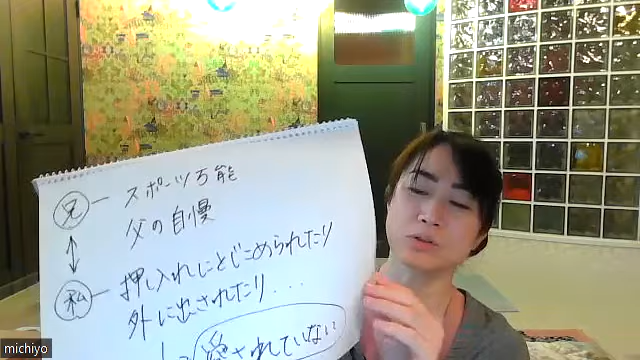 兄 ― スポーツ万能
父の自慢
↕
私 ― 押し入れにとじこめられたり
外に出されたり...
愛されていない
michiyo